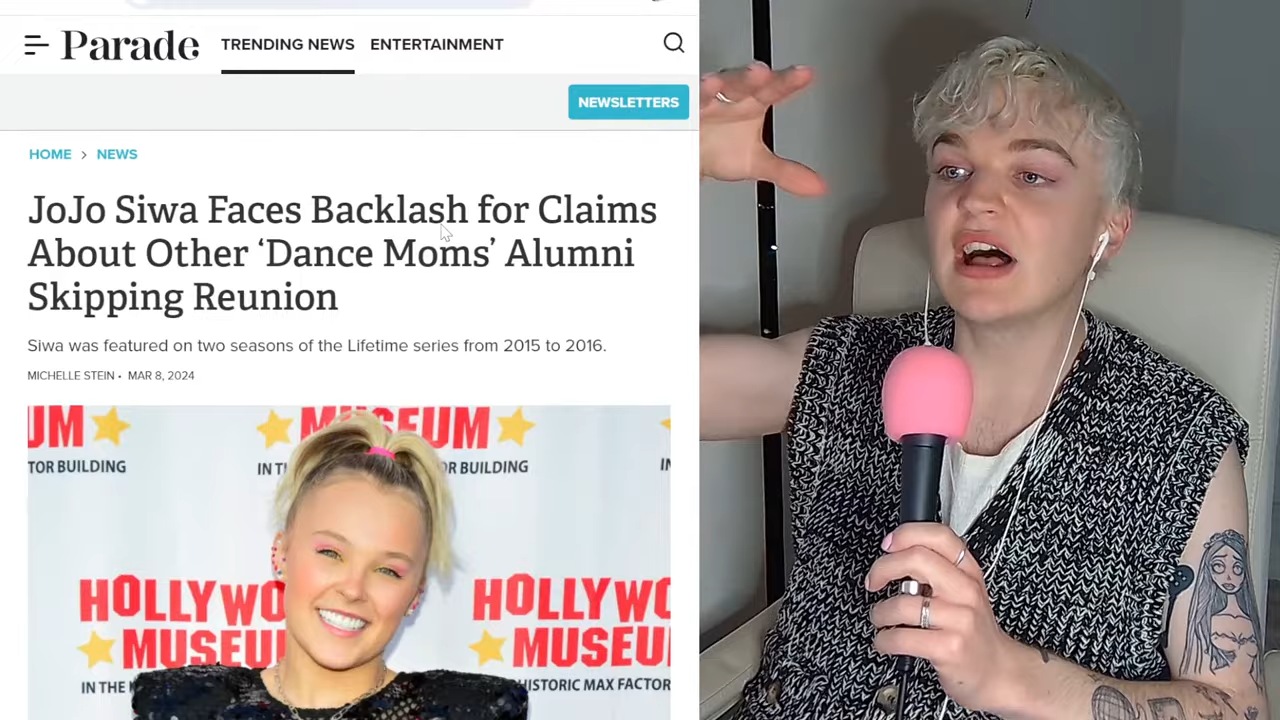 Parade TRENDING NEWS ENTERTAINMENT
NEWSLETTERS
HOME > NEWS
JoJo Siwa Faces Backlash for Claims
About Other ‘Dance Moms’ Alumni
Skipping Reunion
Siwa was featured on two seasons of the Lifetime series from 2015 to 2016.
MICHELLE STEIN • MAR 8, 2024
UM MUSEUM
TOR BUILDING IN T OR BUILDING IN
HOLLYWO HOLLYWO
MUSEU MUSEU
IN THE HISTORIC MAX FACTOR